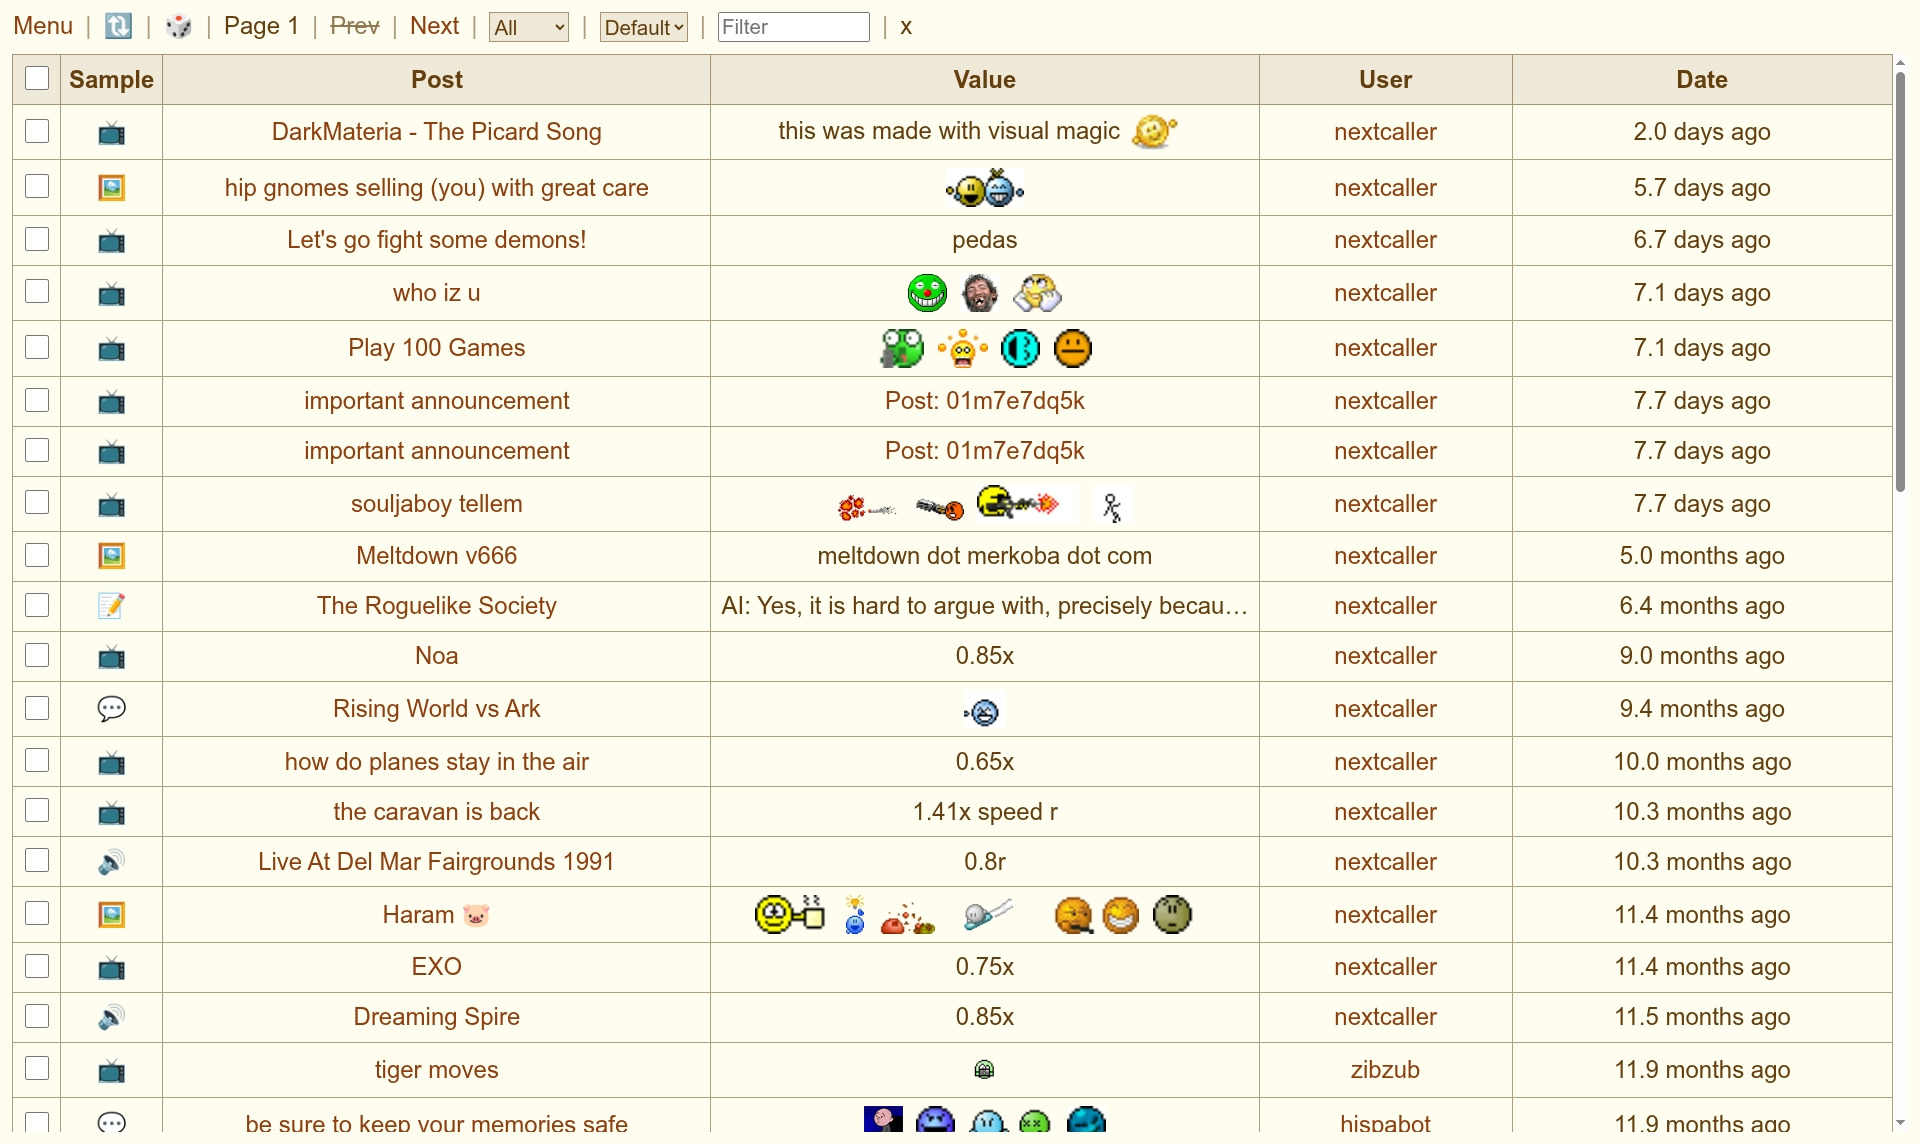 Menu | 🔃 | 🎲 | Page 1 | Prev | Next | All | Default | Filter | x
Sample Post Value User Date
DarkMateria - The Picard Song this was made with visual magic nextcaller 2.0 days ago
hip gnomes selling (you) with great care nextcaller 5.7 days ago
Let's go fight some demons! pedas nextcaller 6.7 days ago
who iz u nextcaller 7.1 days ago
Play 100 Games nextcaller 7.1 days ago
important announcement Post: 01m7e7dq5k nextcaller 7.7 days ago
important announcement Post: 01m7e7dq5k nextcaller 7.7 days ago
souljaboy tellem nextcaller 7.7 days ago
Meltdown v666 meltdown dot merkoba dot com nextcaller 5.0 months ago
The Roguelike Society AI: Yes, it is hard to argue with, precisely becau… nextcaller 6.4 months ago
Noa 0.85x nextcaller 9.0 months ago
Rising World vs Ark nextcaller 9.4 months ago
how do planes stay in the air 0.65x nextcaller 10.0 months ago
the caravan is back 1.41x speed r nextcaller 10.3 months ago
Live At Del Mar Fairgrounds 1991 0.8r nextcaller 10.3 months ago
Haram 🐷 nextcaller 11.4 months ago
EXO 0.75x nextcaller 11.4 months ago
Dreaming Spire 0.85x nextcaller 11.5 months ago
tiger moves zibzub 11.9 months ago
be sure to keep your memories safe hispabot 11.9 months ago